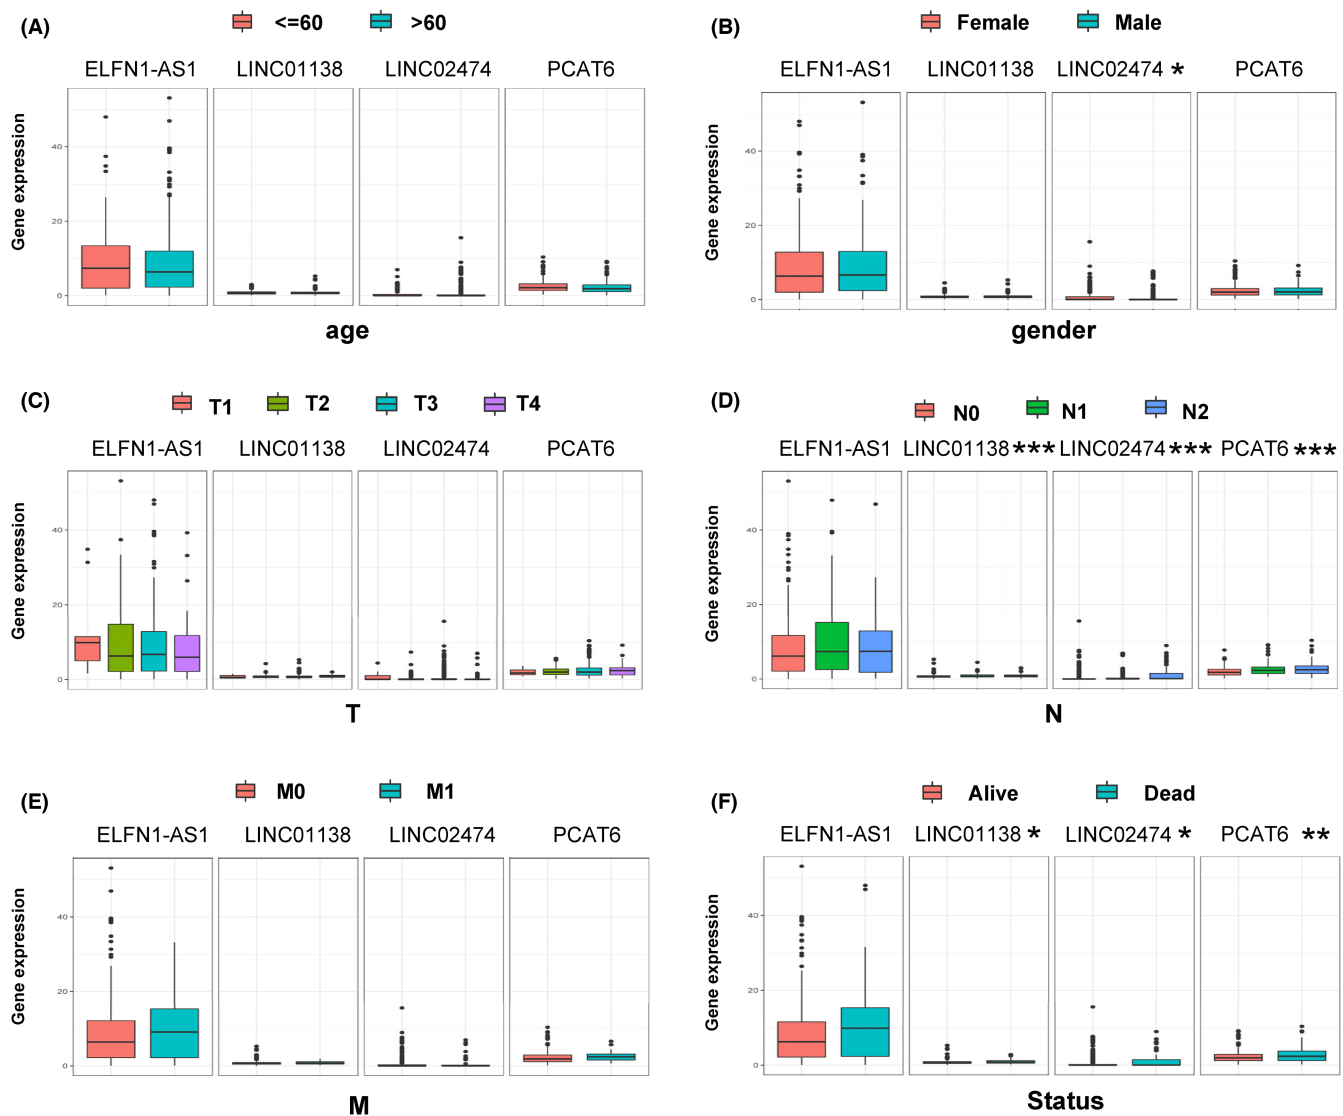 (A)
<=60 >60
ELFN1-AS1 LINC01138 LINC02474 PCAT6
Gene expression
40
20
0
age
(B)
Female Male
ELFN1-AS1 LINC01138 LINC02474 * PCAT6
Gene expression
40
20
0
gender
(C)
T1 T2 T3 T4
ELFN1-AS1 LINC01138 LINC02474 PCAT6
Gene expression
40
20
0
T
(D)
N0 N1 N2
ELFN1-AS1 LINC01138 *** LINC02474 *** PCAT6 ***
Gene expression
40
20
0
N
(E)
M0 M1
ELFN1-AS1 LINC01138 LINC02474 PCAT6
Gene expression
40
20
0
M
(F)
Alive Dead
ELFN1-AS1 LINC01138 * LINC02474 * PCAT6 **
Gene expression
40
20
0
Status